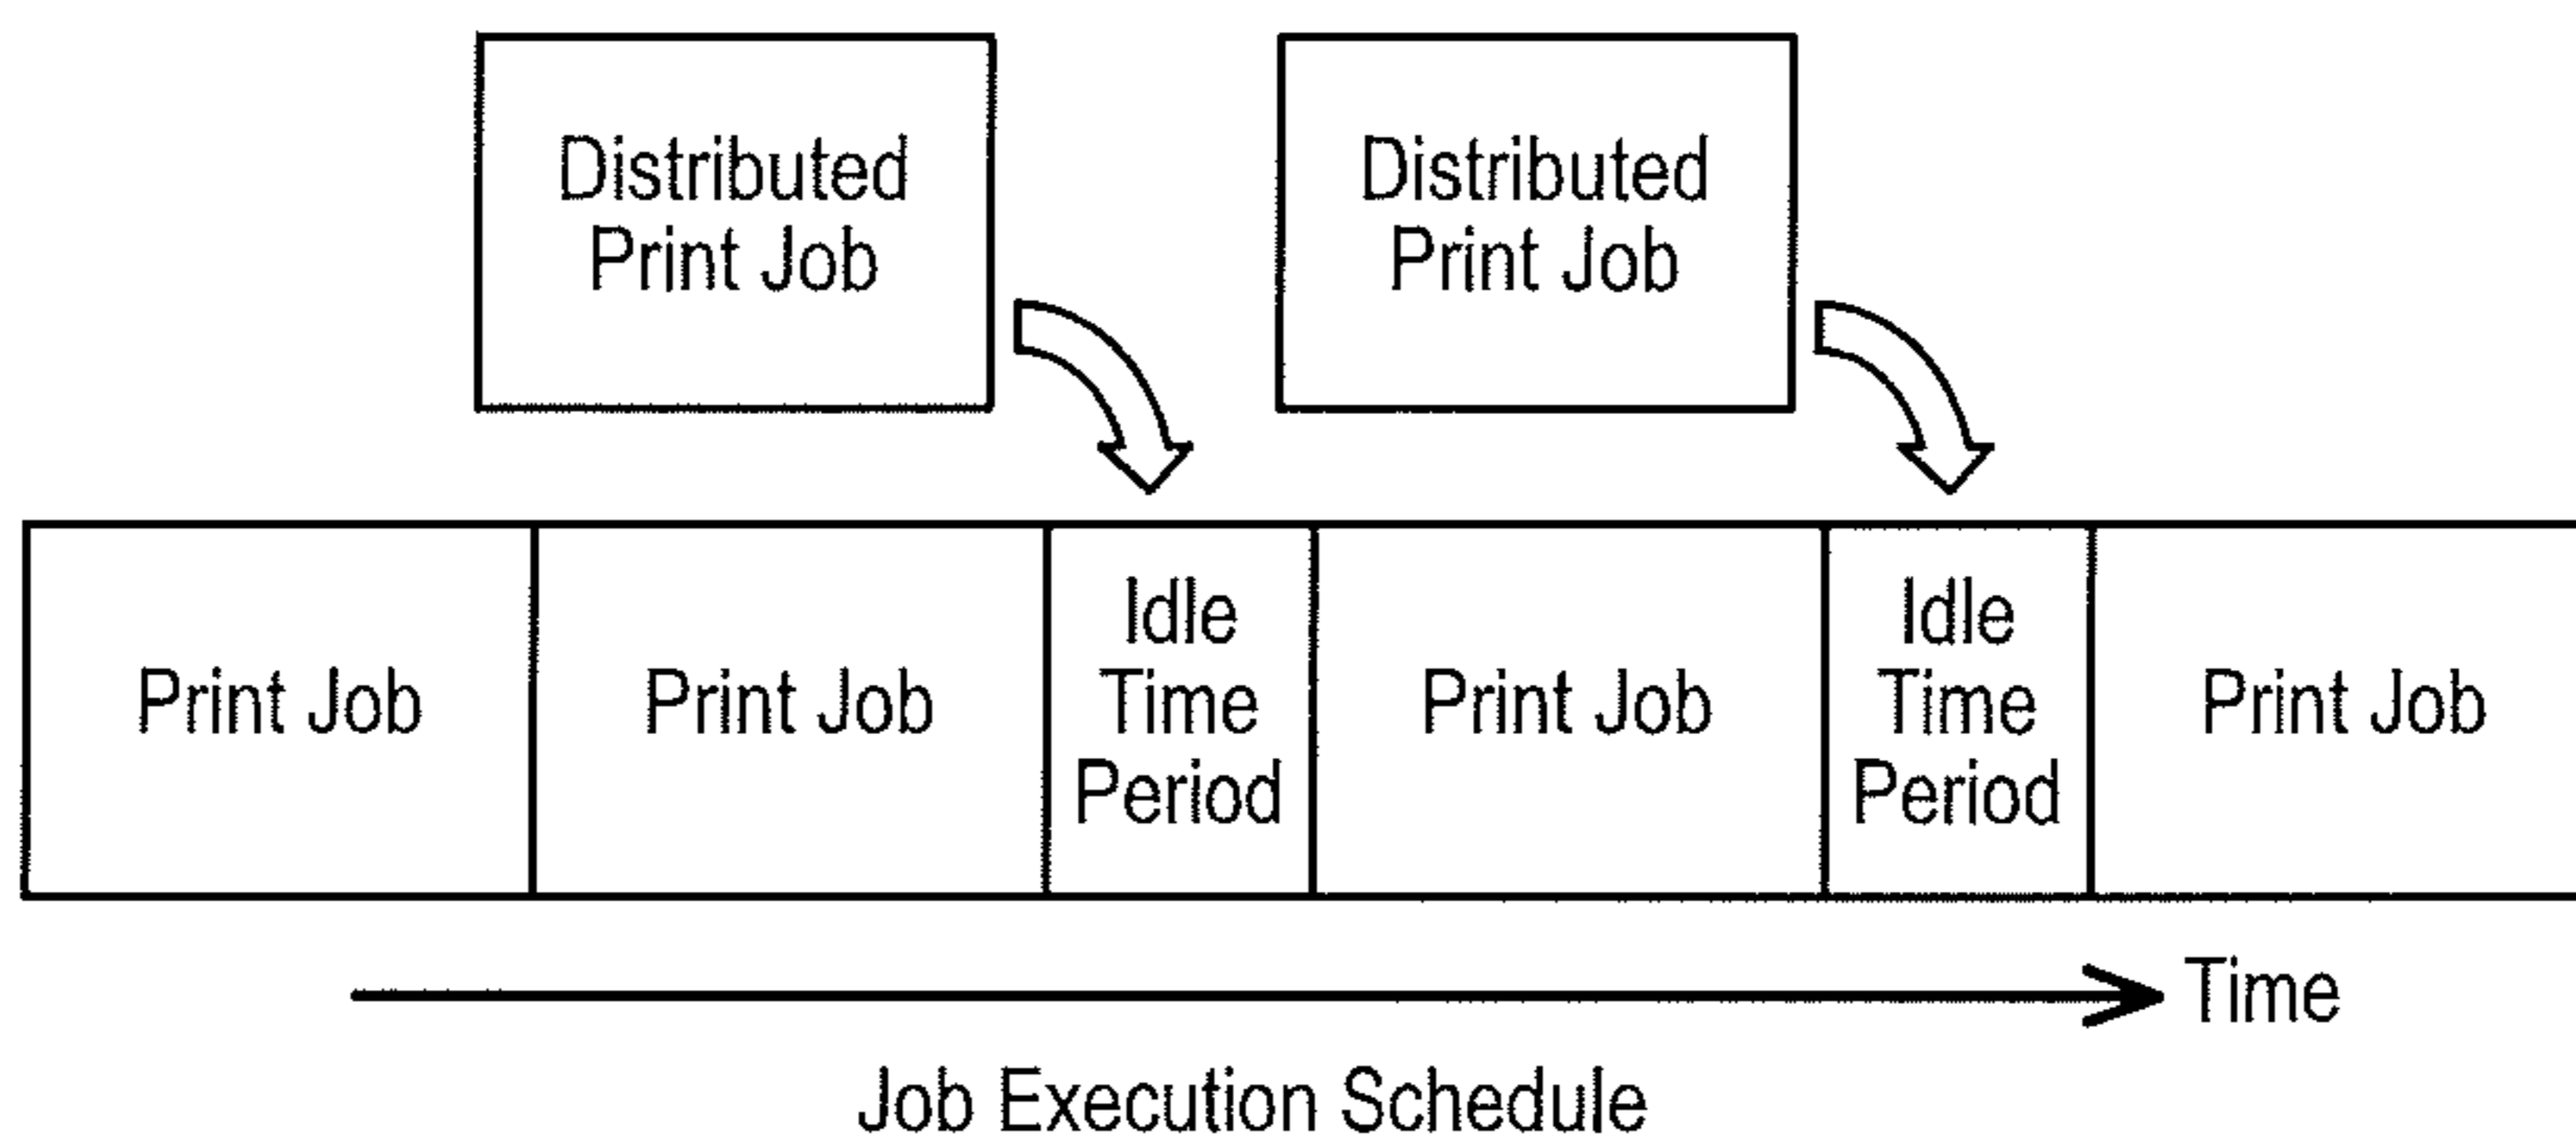 Distributed
Print Job
Distributed
Print Job
Print Job
Print Job
Idle
Time
Period
Print Job
Idle
Time
Period
Print Job
Time
Job Execution Schedule